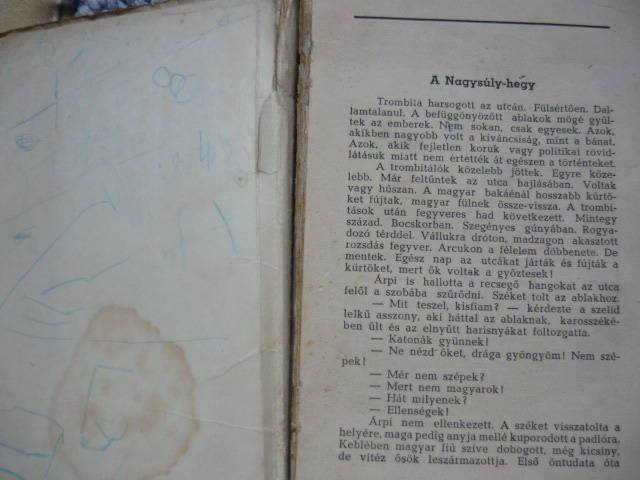 A Nagysúly-hegy
Trombita harsogott az utcán. Fülsértően. Dal-
lamtalanul. A befüggönyözött ablakok mögé gyűl-
tek az emberek. Nem sokan, csak egyesek. Azok,
akikben nagyobb volt a kíváncsiság, mint a bánat.
Azok, akik fejletlen koruk vagy politikai rövid-
látásuk miatt nem értették át egészen a történteket.
A trombitálók közelebb jöttek. Egyre köze-
lebb. Már feltűntek az utca hajlásában. Voltak
vagy húszan. A magyar bakáénál hosszabb kürtö-
ket fújtak, magyar fülnek össze-vissza. A trombi-
tások után fegyveres had következett. Mintegy
század. Bocskorban. Szegényes gúnyában. Rogya-
dozó térddel. Vállukra dróton, madzagon akasztott
rozsdás fegyver. Arcukon a félelem döbbenete. De
mentek. Egész nap az utcákat járták és fújták a
kürtöket, mert ők voltak a győztesek!
Árpi is hallotta a recsegő hangokat az utca
felől a szobába szűrődni. Széket tolt az ablakhoz.
— Mit teszel, kisfiam? — kérdezte a szelid
lelkű asszony, aki háttal az ablaknak, karosszéké-
ben ült és az elnyűtt harisnyákat foltozgatta.
— Katonák gyünnek!
— Ne nézd őket, drága gyöngyöm! Nem szé-
pek!
— Mér nem szépek?
— Mert nem magyarok!
— Hát milyenek?
— Ellenségek!
Árpi nem ellenkezett. A széket visszatolta a
helyére, maga pedig anyja mellé kuporodott a padlóra.
Keblében magyar fiú szíve dobogott, még kicsiny,
de vitéz ősök leszármazottja. Első öntudata óta